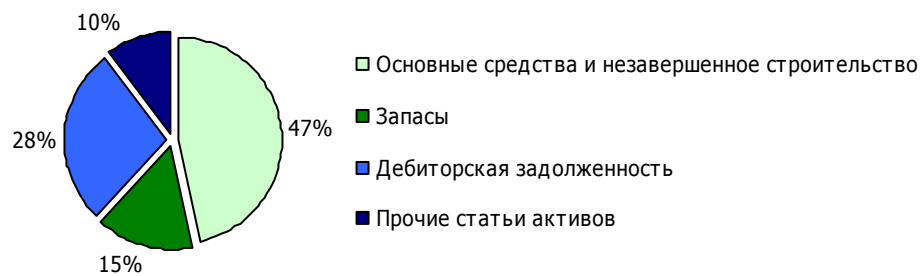 10%
Основные средства и незавершенное строительство
Запасы
47%
28%
Дебиторская задолженность
Прочие статьи активов
15%